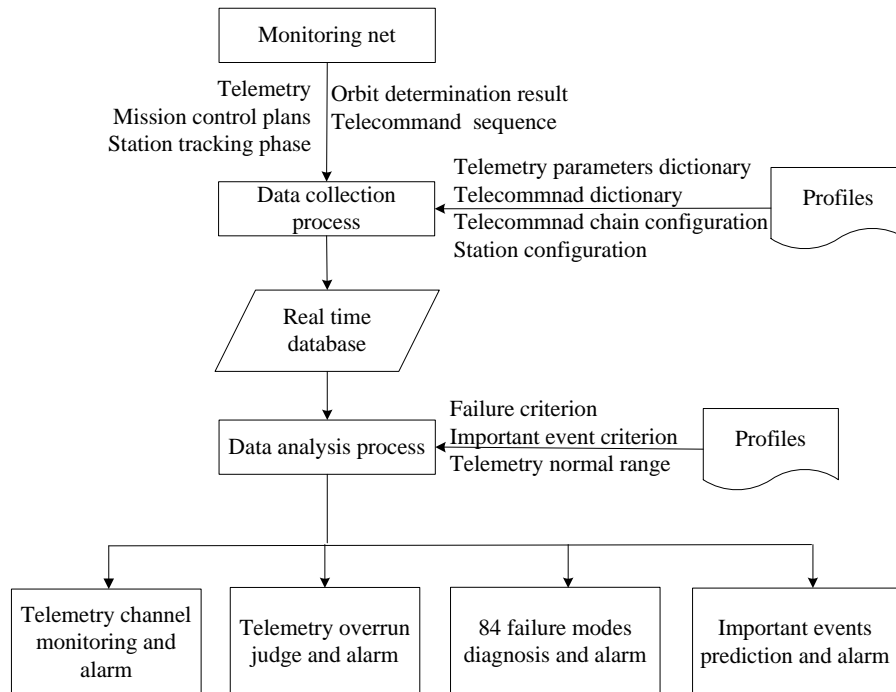 Monitoring net
Telemetry
Mission control plans
Station tracking phase
Orbit determination result
Telecommand sequence
Data collection
process
Telemetry parameters dictionary
Telecommnad dictionary
Telecommnad chain configuration
Station configuration
Profiles
Real time
database
Data analysis process
Failure criterion
Important event criterion
Telemetry normal range
Profiles
Telemetry channel
monitoring and
alarm
Telemetry overrun
judge and alarm
84 failure modes
diagnosis and alarm
Important events
prediction and alarm